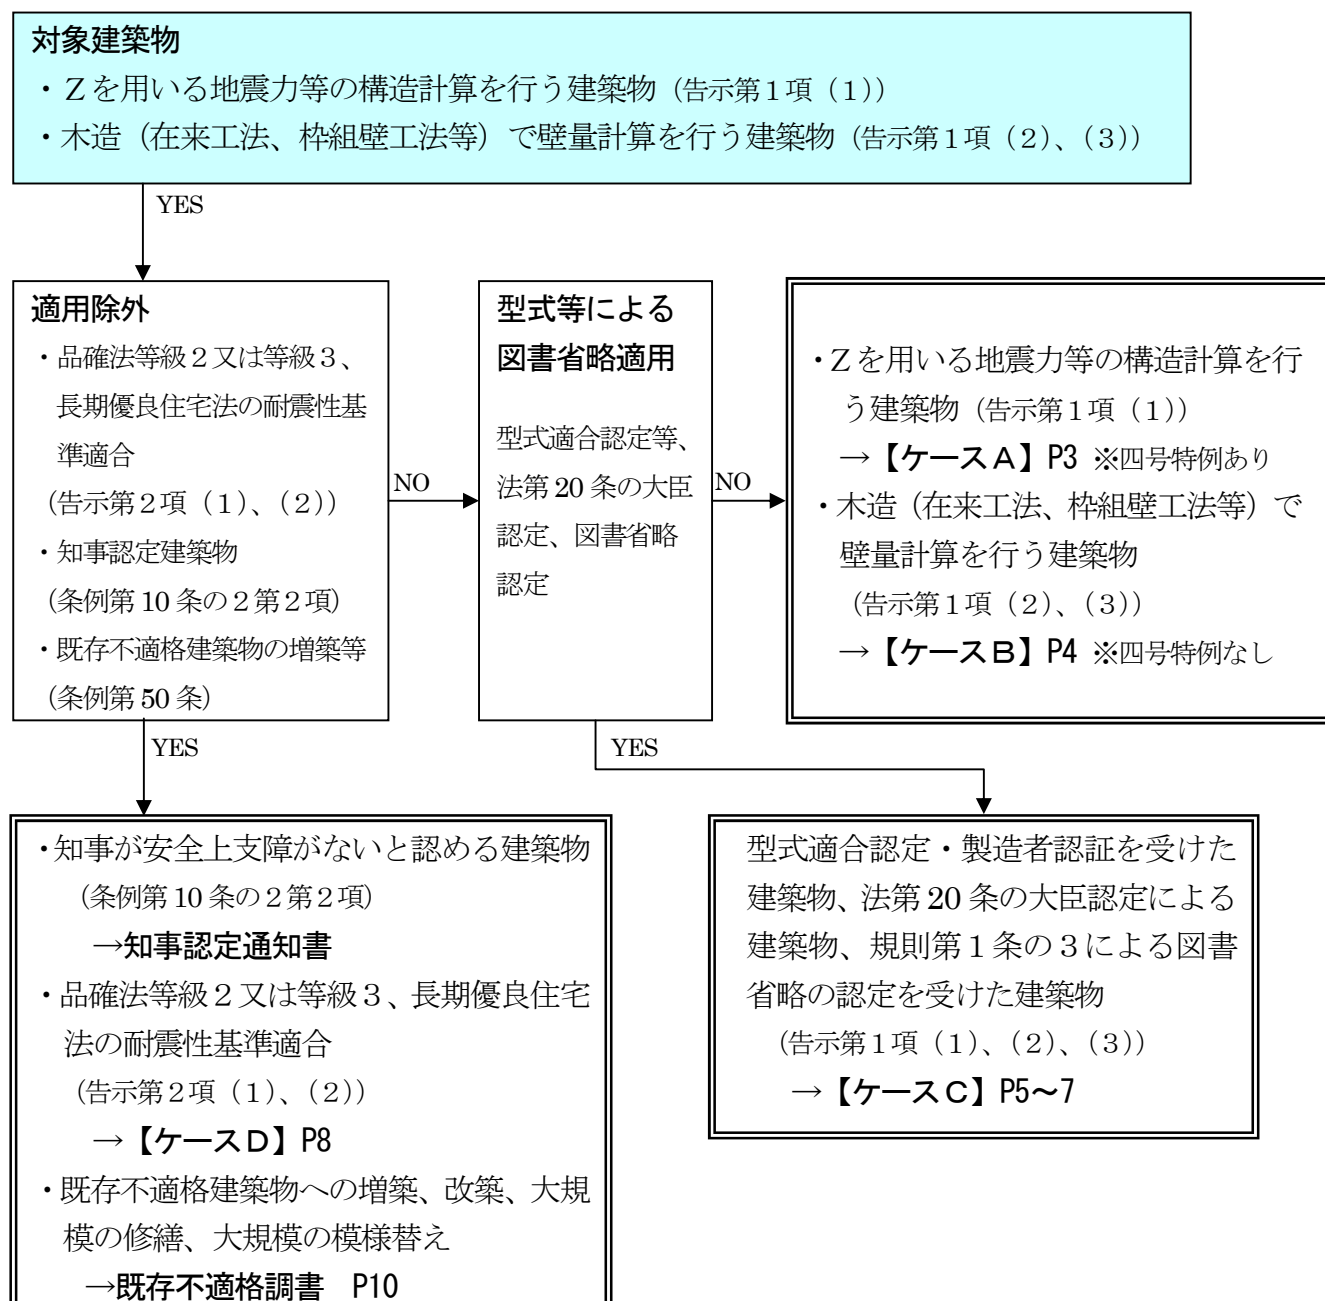 対象建築物
・Ｚを用いる地震力等の構造計算を行う建築物（告示第１項（１））
・木造（在来工法、枠組壁工法等）で壁量計算を行う建築物（告示第１項（２）、（３））
YES
適用除外
・品確法等級２又は等級３、
長期優良住宅法の耐震性基
準適合
（告示第２項（１）、（２））
・知事認定建築物
（条例第 10 条の２第２項）
・既存不適格建築物の増築等
（条例第 50 条）
NO
型式等による
図書省略適用
型式適合認定等、
法第 20 条の大臣
認定、図書省略
認定
NO
・Ｚを用いる地震力等の構造計算を行
う建築物（告示第１項（１））
→【ケースＡ】P3 ※四号特例あり
・木造（在来工法、枠組壁工法等）で
壁量計算を行う建築物
（告示第１項（２）、（３））
→【ケースＢ】P4 ※四号特例なし
YES
YES
・知事が安全上支障がないと認める建築物
（条例第 10 条の２第２項）
→知事認定通知書
・品確法等級２又は等級３、長期優良住宅
法の耐震性基準適合
（告示第２項（１）、（２））
→【ケースＤ】P8
・既存不適格建築物への増築、改築、大規
模の修繕、大規模の模様替え
→既存不適格調書　P10
型式適合認定・製造者認証を受けた
建築物、法第 20 条の大臣認定による
建築物、規則第１条の３による図書
省略の認定を受けた建築物
（告示第１項（１）、（２）、（３））
→【ケースＣ】P5～7